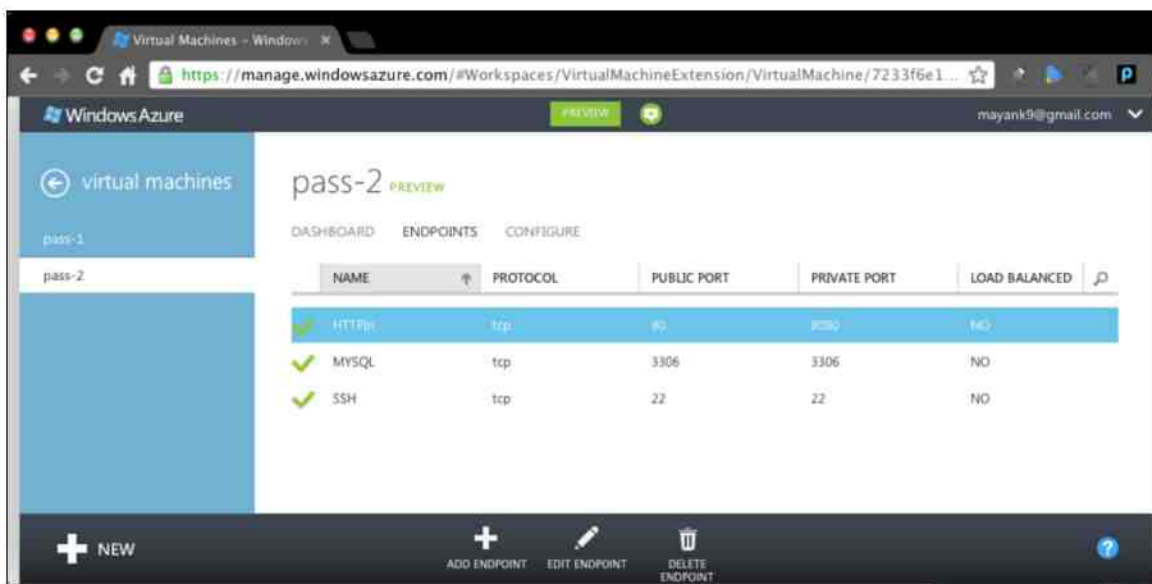 Virtual Machines - Window
https://manage.windowsazure.com/#Workspaces/VirtualMachineExtension/VirtualMachine/7233f6e1...
Windows Azure
PREVIEW
mayank9@gmail.com
virtual machines
pass-1
pass-2
pass-2 PREVIEW
DASHBOARD ENDPOINTS CONFIGURE
NAME PROTOCOL PUBLIC PORT PRIVATE PORT LOAD BALANCED
tcp 80 8080 NO
MYSQL tcp 3306 3306 NO
SSH tcp 22 22 NO
NEW
ADD ENDPOINT
EDIT ENDPOINT
DELETE
ENDPOINT